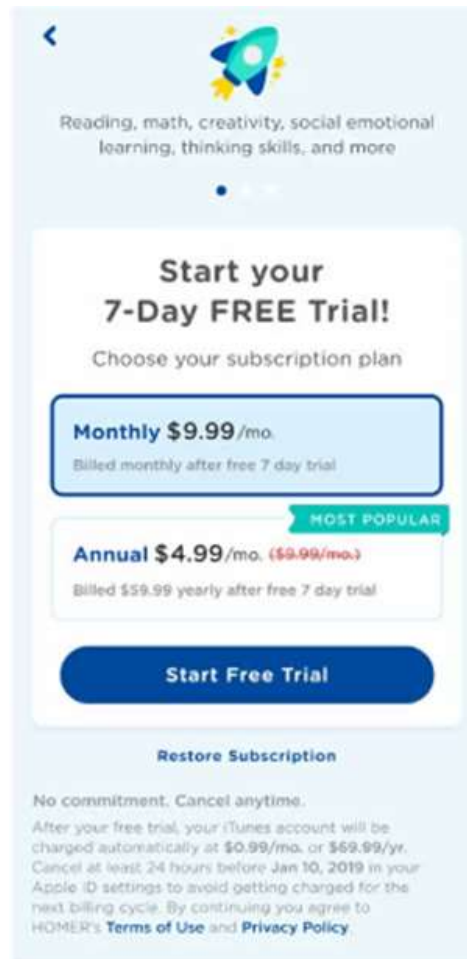 Reading, math, creativity, social emotional
learning, thinking skills, and more
Start your
7-Day FREE Trial!
Choose your subscription plan
Monthly $9.99/mo.
Billed monthly after free 7 day trial
MOST POPULAR
Annual $4.99/mo. ($9.99/mo.)
Billed $59.99 yearly after free 7 day trial
Start Free Trial
Restore Subscription
No commitment. Cancel anytime.
After your free trial, your iTunes account will be
charged automatically at $0.99/mo. or $69.99/yr.
Cancel at least 24 hours before Jan 10, 2019 in your
Apple ID settings to avoid getting charged for the
next billing cycle. By continuing you agree to
HOMER's Terms of Use and Privacy Policy.